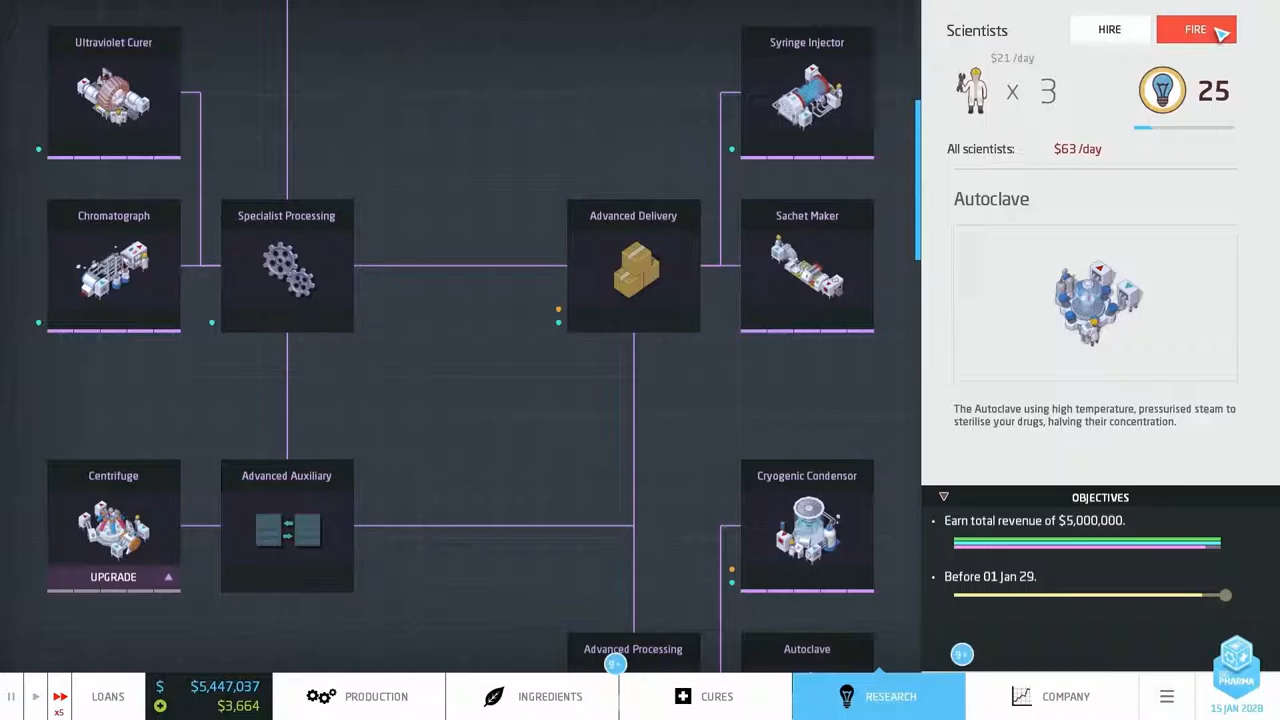 Ultraviolet Curer
Syringe Injector
Chromatograph
Specialist Processing
Advanced Delivery
Sachet Maker
Centrifuge
UPGRADE
Advanced Auxiliary
Cryogenic Condensor
Advanced Processing
Autoclave
9+
Scientists
HIRE
FIRE
$21 /day
x 3
25
All scientists: $63 /day
Autoclave
The Autoclave using high temperature, pressurised steam to
sterilise your drugs, halving their concentration.
OBJECTIVES
• Earn total revenue of $5,000,000.
• Before 01 Jan 29.
9+
x5
LOANS
$ $5,447,037
$3,664
PRODUCTION
INGREDIENTS
CURES
RESEARCH
COMPANY
PHARMA
15 JAN 2028